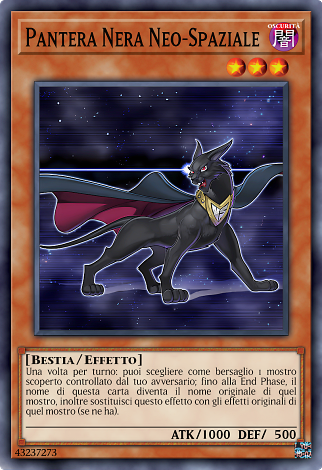 Pantera Nera Neo-Spaziale
OSCURITÀ
闇
[Bestia/Effetto]
Una volta per turno: puoi scegliere come bersaglio 1 mostro
scoperto controllato dal tuo avversario; fino alla End Phase, il
nome di questa carta diventa il nome originale di quel
mostro, inoltre sostituisci questo effetto con gli effetti originali di
quel mostro (se ne ha).
ATK/1000 DEF/ 500
43237273